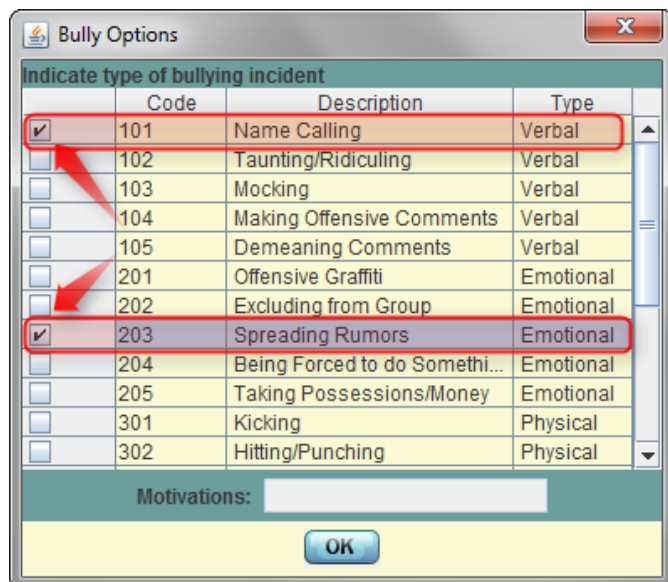 Bully Options
Indicate type of bullying incident
Code Description Type
101 Name Calling Verbal
102 Taunting/Ridiculing Verbal
103 Mocking Verbal
104 Making Offensive Comments Verbal
105 Demeaning Comments Verbal
201 Offensive Graffiti Emotional
202 Excluding from Group Emotional
203 Spreading Rumors Emotional
204 Being Forced to do Somethi... Emotional
205 Taking Possessions/Money Emotional
301 Kicking Physical
302 Hitting/Punching Physical
Motivations:
OK